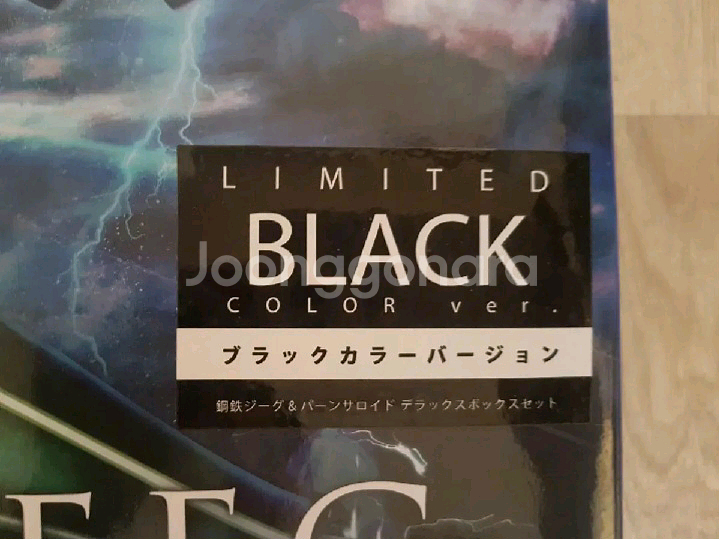 LIMITED
BLACK
Joonggonara
COLOR ver.
ブラックカラーバージョン
鋼鉄ジーグ&パーンサロイド デラックスボックスセット